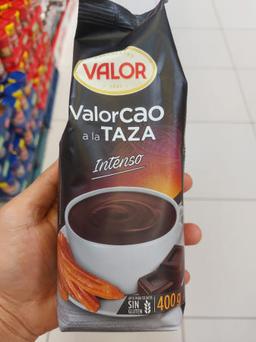 VALOR
Valorcao
a la TAZA
Intenso
SIN
GLUTEN
400g